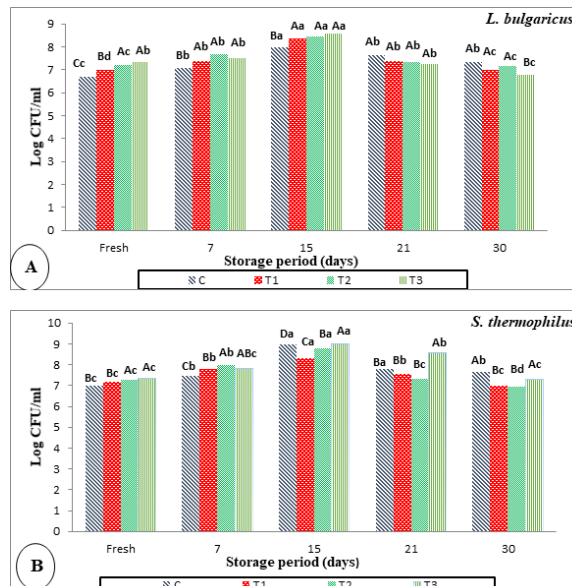 L. bulgaricus
9
8
7
6
5
4
3
2
1
0
Log CFU/ml
Cc Bd Ac Ab
Bb Ab Ab Ab
Ba Aa Aa Aa
Ab Ab Ab Ab
Ab Ac Ac Bc
Fresh 7 15 21 30
Storage period (days)
A
C T1 T2 T3
S. thermophilus
10
9
8
7
6
5
4
3
2
1
0
Log CFU/ml
Bc Bc Ac Ac
Cb Bb Ab ABc
Da Ca Ba Aa
Ba Bb Bc Ab
Ab Bc Bd Ac
Fresh 7 15 21 30
Storage period (days)
B
C T1 T2 T3